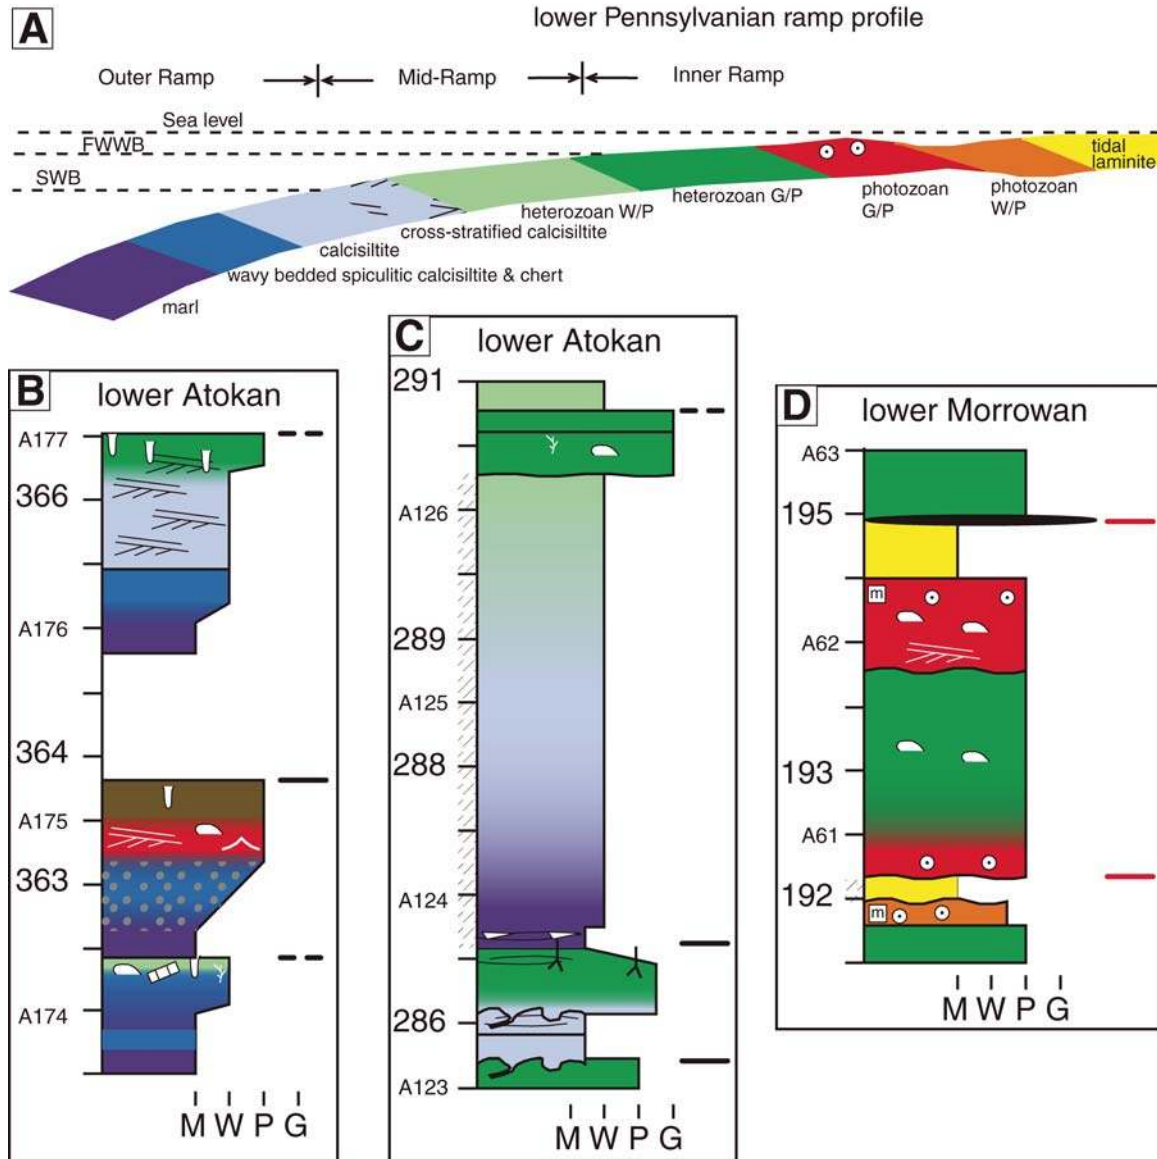 A
lower Pennsylvanian ramp profile
Outer Ramp
Mid-Ramp
Inner Ramp
Sea level
FWWB
SWB
tidal
laminite
photozoan
W/P
photozoan
G/P
heterozoan G/P
heterozoan W/P
cross-stratified calcisiltite
calcisiltite
wavy bedded spiculitic calcisiltite & chert
marl
B
lower Atokan
A177
366
A176
364
A175
363
A174
M W P G
C
lower Atokan
291
A126
289
A125
288
A124
286
A123
M W P G
D
lower Morrowan
A63
195
m
A62
193
A61
192
m
M W P G